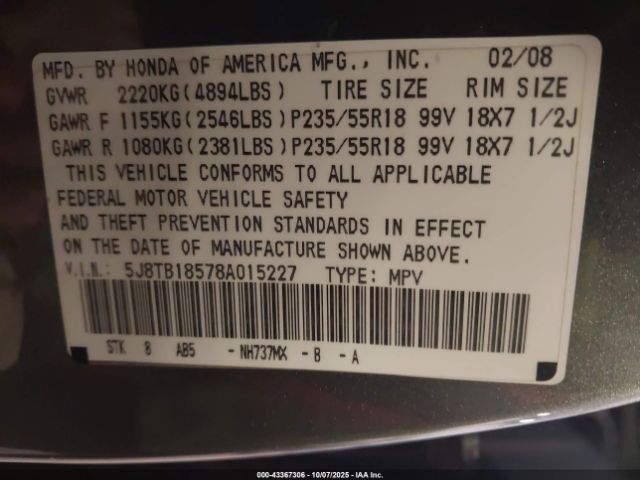 MFD. BY HONDA OF AMERICA MFG., INC. 02/08
GVWR 2220KG(4894LBS) TIRE SIZE RIM SIZE
GAWR F 1155KG(2546LBS)P235/55R18 99V 18X7 1/2J
GAWR R 1080KG(2381LBS)P235/55R18 99V 18X7 1/2J
THIS VEHICLE CONFORMS TO ALL APPLICABLE
FEDERAL MOTOR VEHICLE SAFETY
AND THEFT PREVENTION STANDARDS IN EFFECT
ON THE DATE OF MANUFACTURE SHOWN ABOVE.
V.I.N.: 5J8TB18578A015227 TYPE: MPV
STK 8 AB5 -NH737MX -B -A
000-43367306 | 10/07/2025 | IAA Inc.